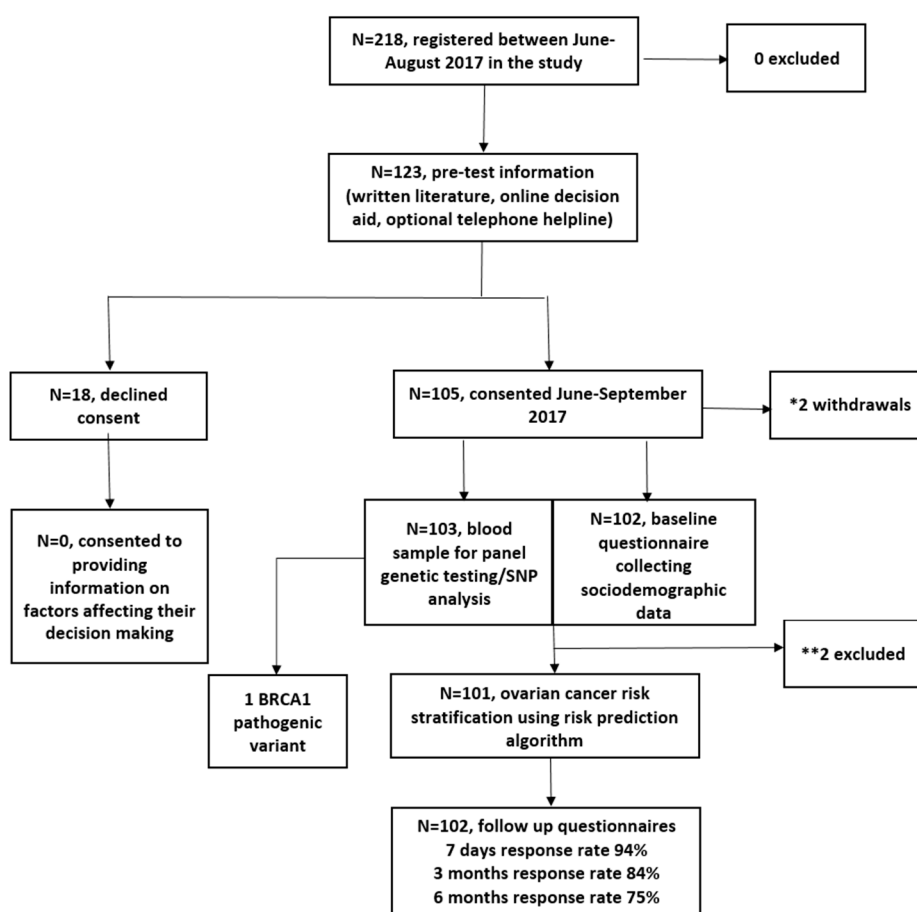 N=218, registered between June-
August 2017 in the study
0 excluded
N=123, pre-test information
(written literature, online decision
aid, optional telephone helpline)
N=18, declined
consent
N=105, consented June-September
2017
*2 withdrawals
N=0, consented to
providing
information on
factors affecting their
decision making
N=103, blood
sample for panel
genetic testing/SNP
analysis
N=102, baseline
questionnaire
collecting
sociodemographic
data
**2 excluded
1 BRCA1
pathogenic
variant
N=101, ovarian cancer risk
stratification using risk prediction
algorithm
N=102, follow up questionnaires
7 days response rate 94%
3 months response rate 84%
6 months response rate 75%